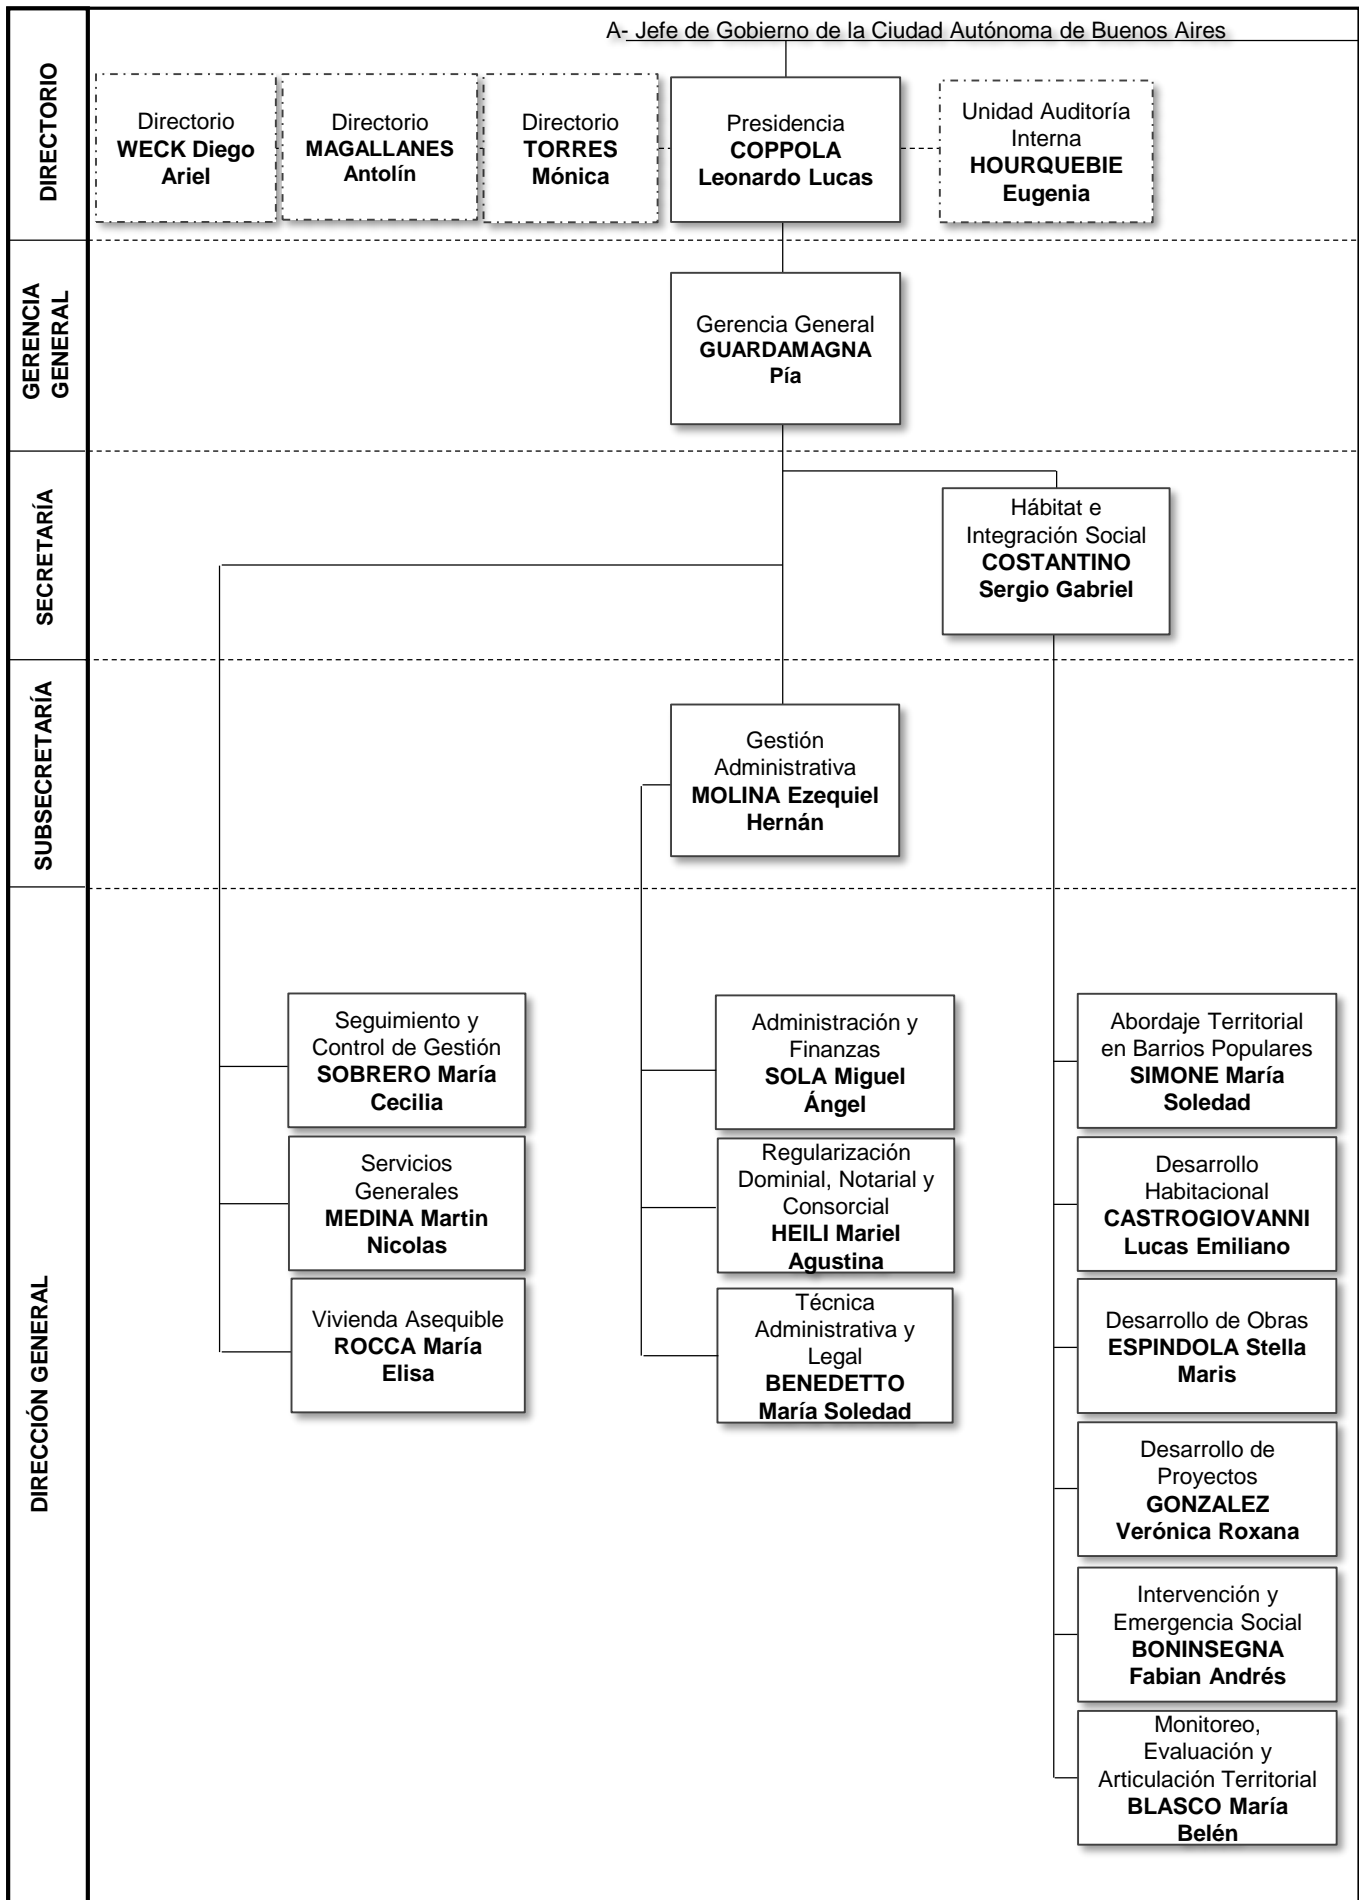 A- Jefe de Gobierno de la Ciudad Autónoma de Buenos Aires
DIRECTORIO
Directorio
WECK Diego
Ariel
Directorio
MAGALLANES
Antolín
Directorio
TORRES
Mónica
Presidencia
COPPOLA
Leonardo Lucas
Unidad Auditoría
Interna
HOURQUEBIE
Eugenia
GERENCIA
GENERAL
Gerencia General
GUARDAMAGNA
Pía
SECRETARÍA
Hábitat e
Integración Social
COSTANTINO
Sergio Gabriel
SUBSECRETARÍA
Gestión
Administrativa
MOLINA Ezequiel
Hernán
DIRECCIÓN GENERAL
Seguimiento y
Control de Gestión
SOBRERO María
Cecilia
Servicios
Generales
MEDINA Martin
Nicolas
Vivienda Asequible
ROCCA María
Elisa
Administración y
Finanzas
SOLA Miguel
Ángel
Regularización
Dominial, Notarial y
Consorcial
HEILI Mariel
Agustina
Técnica
Administrativa y
Legal
BENEDETTO
María Soledad
Abordaje Territorial
en Barrios Populares
SIMONE María
Soledad
Desarrollo
Habitacional
CASTROGIOVANNI
Lucas Emiliano
Desarrollo de Obras
ESPINDOLA Stella
Maris
Desarrollo de
Proyectos
GONZALEZ
Verónica Roxana
Intervención y
Emergencia Social
BONINSEGNA
Fabian Andrés
Monitoreo,
Evaluación y
Articulación Territorial
BLASCO María
Belén